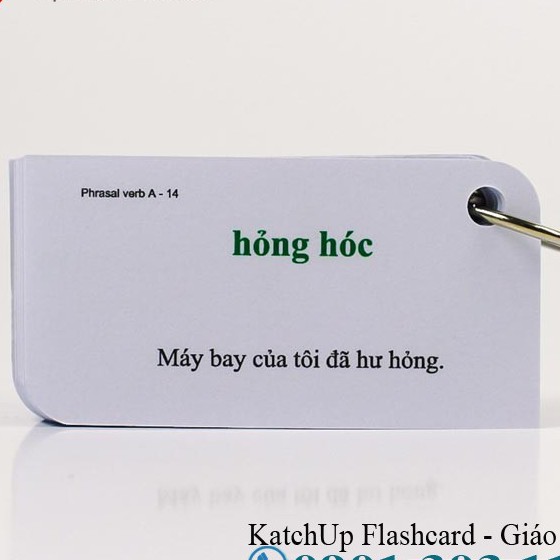 Phrasal verb A - 14
hỏng hóc
Máy bay của tôi đã hư hỏng.
KatchUp Flashcard - Giáo